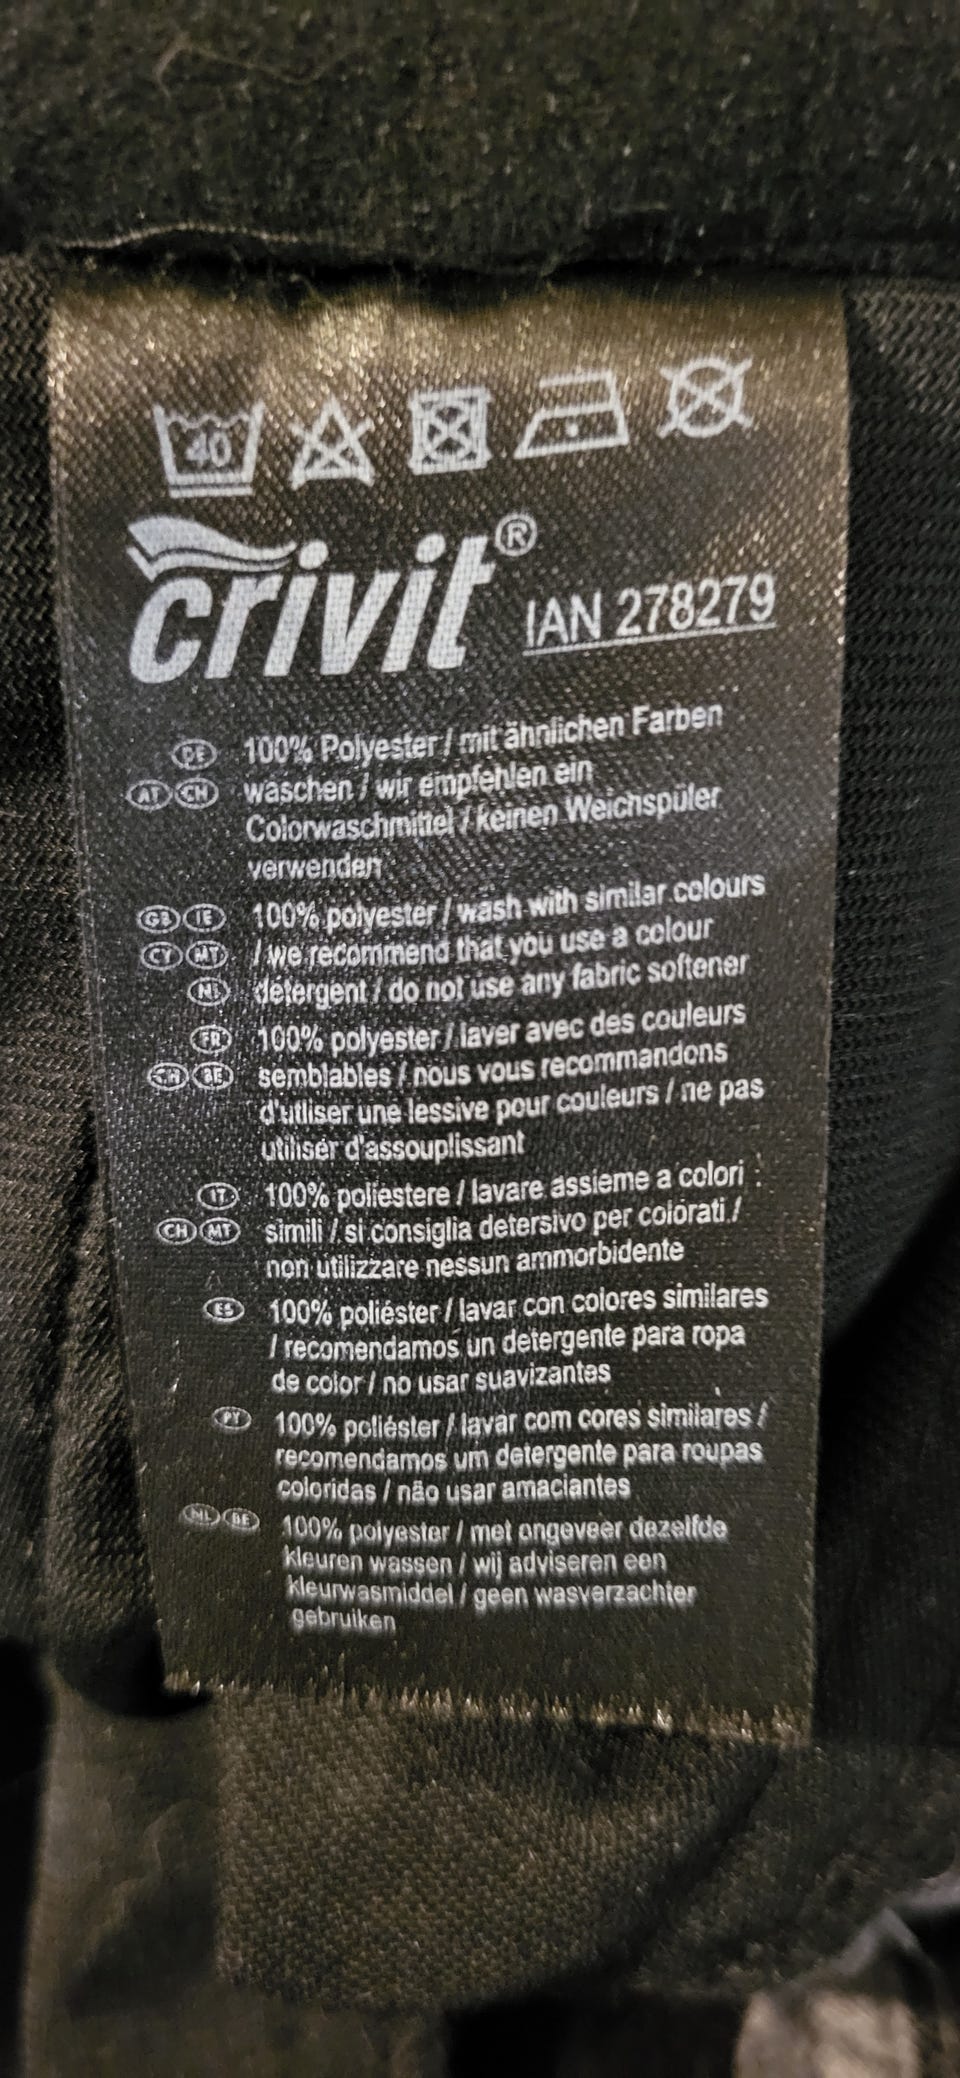 40
crivit®
IAN 278279
DE 100% Polyester / mit ähnlichen Farben
AT CH waschen / wir empfehlen ein
Colorwaschmittel / keinen Weichspüler
verwenden
GB IE 100% polyester / wash with similar colours
CY MT / we recommend that you use a colour
NL detergent / do not use any fabric softener
FR 100% polyester / laver avec des couleurs
CH BE semblables / nous vous recommandons
d'utiliser une lessive pour couleurs / ne pas
utiliser d'assouplissant
IT 100% poliestere / lavare assieme a colori
CH MT simili / si consiglia detersivo per colorati /
non utilizzare nessun ammorbidente
ES 100% poliéster / lavar con colores similares
/ recomendamos un detergente para ropa
de color / no usar suavizantes
PT 100% poliéster / lavar com cores similares /
recomendamos um detergente para roupas
coloridas / não usar amaciantes
NL BE 100% polyester / met ongeveer dezelfde
kleuren wassen / wij adviseren een
kleurwasmiddel / geen wasverzachter
gebruiken